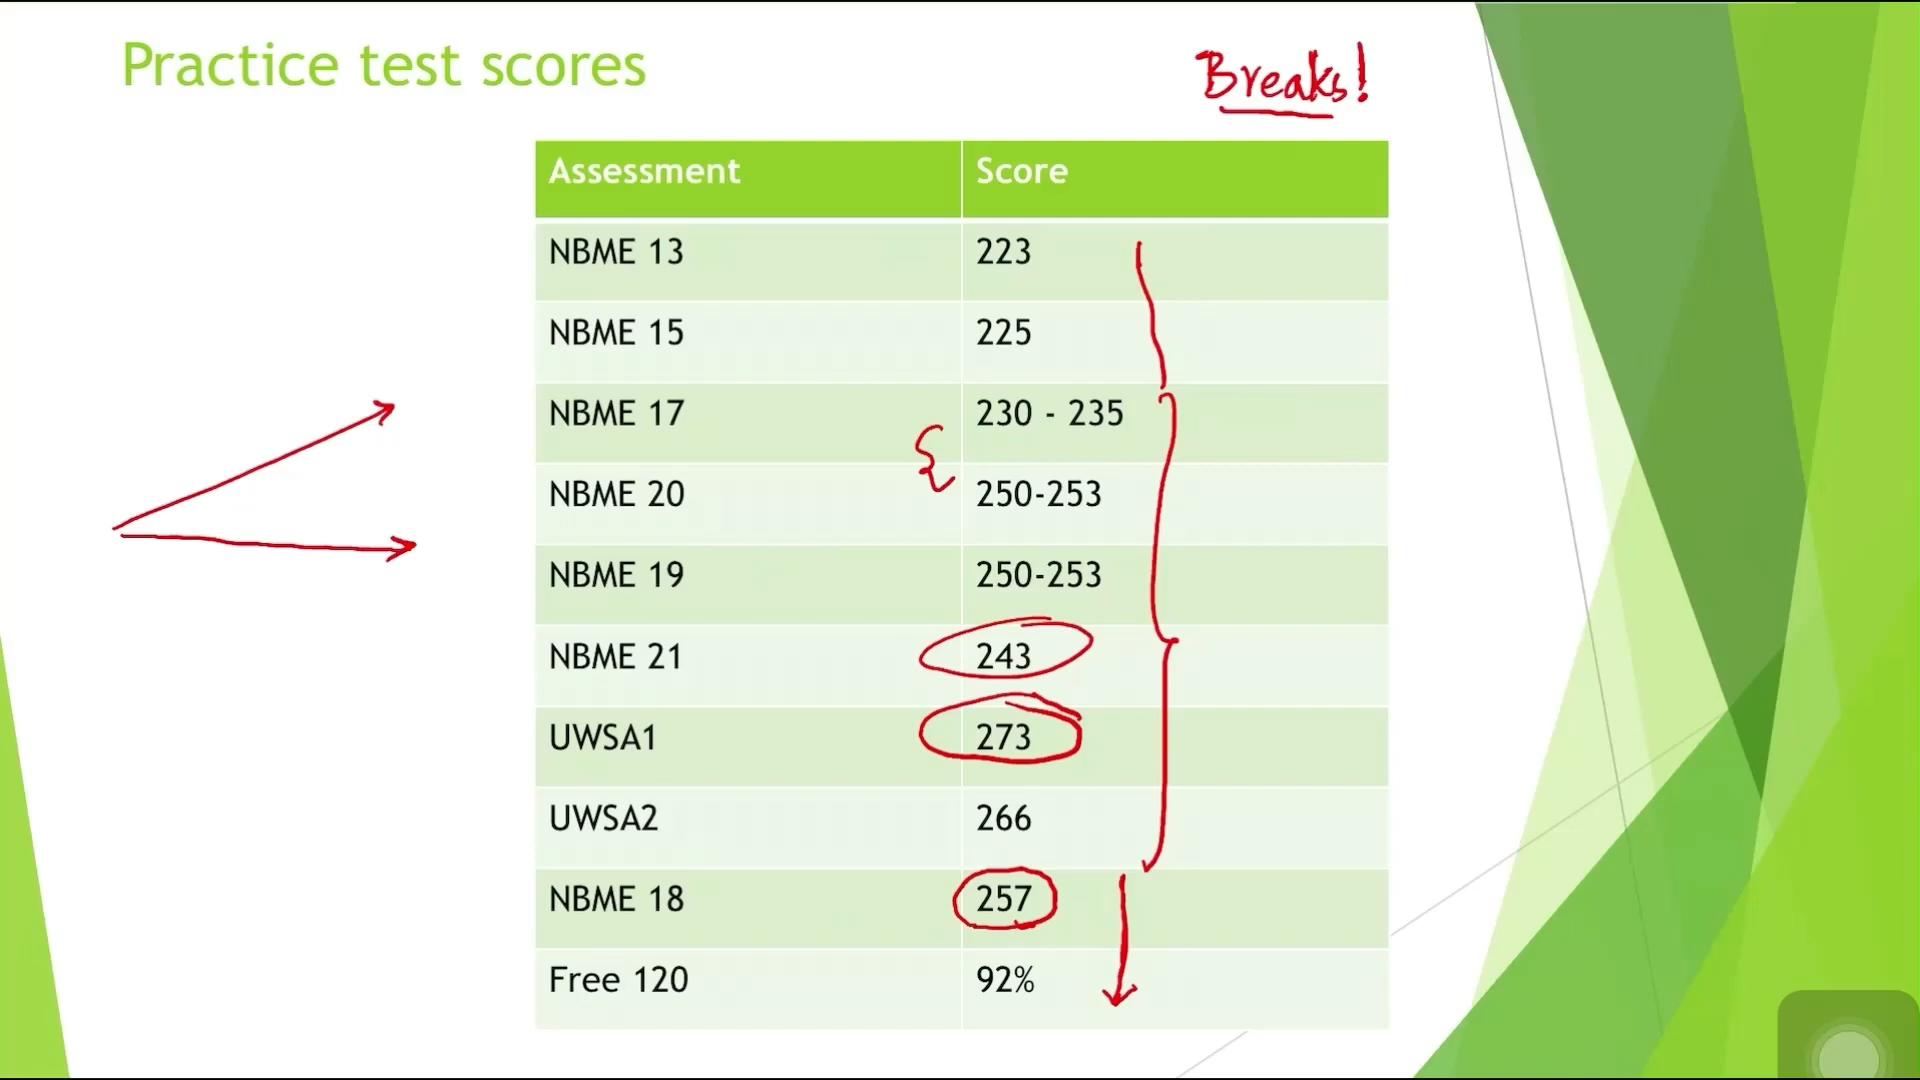 Practice test scores
Breaks!
Assessment Score
NBME 13 223
NBME 15 225
NBME 17 230 - 235
NBME 20 250-253
NBME 19 250-253
NBME 21 243
UWSA1 273
UWSA2 266
NBME 18 257
Free 120 92%